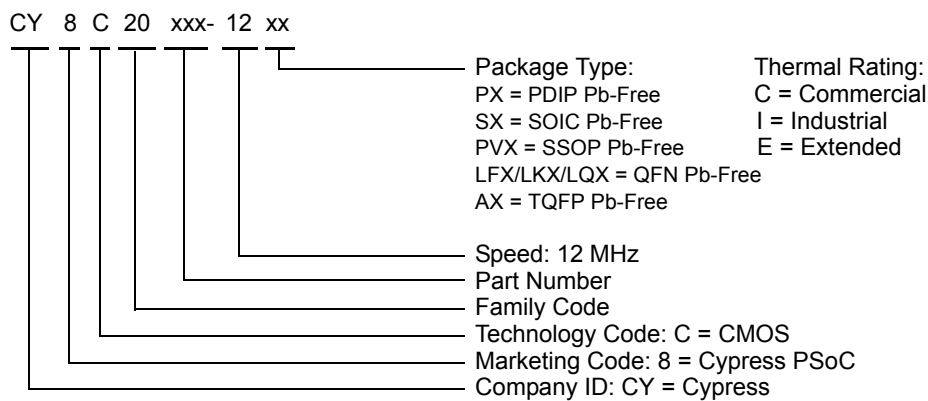 CY 8 C 20 xxx- 12 xx
Package Type: Thermal Rating:
PX = PDIP Pb-Free C = Commercial
SX = SOIC Pb-Free I = Industrial
PVX = SSOP Pb-Free E = Extended
LFX/LKX/LQX = QFN Pb-Free
AX = TQFP Pb-Free
Speed: 12 MHz
Part Number
Family Code
Technology Code: C = CMOS
Marketing Code: 8 = Cypress PSoC
Company ID: CY = Cypress